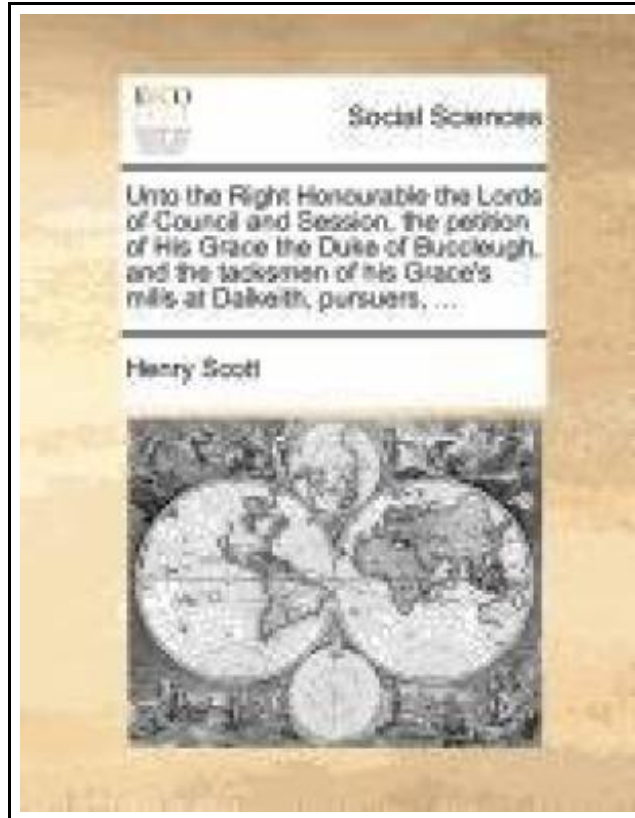 ECCO
Social Sciences
Unto the Right Honourable the Lords
of Council and Session, the petition
of His Grace the Duke of Buccleugh,
and the tacksmen of his Grace's
mills at Dalkeith, pursuers, ...
Henry Scott